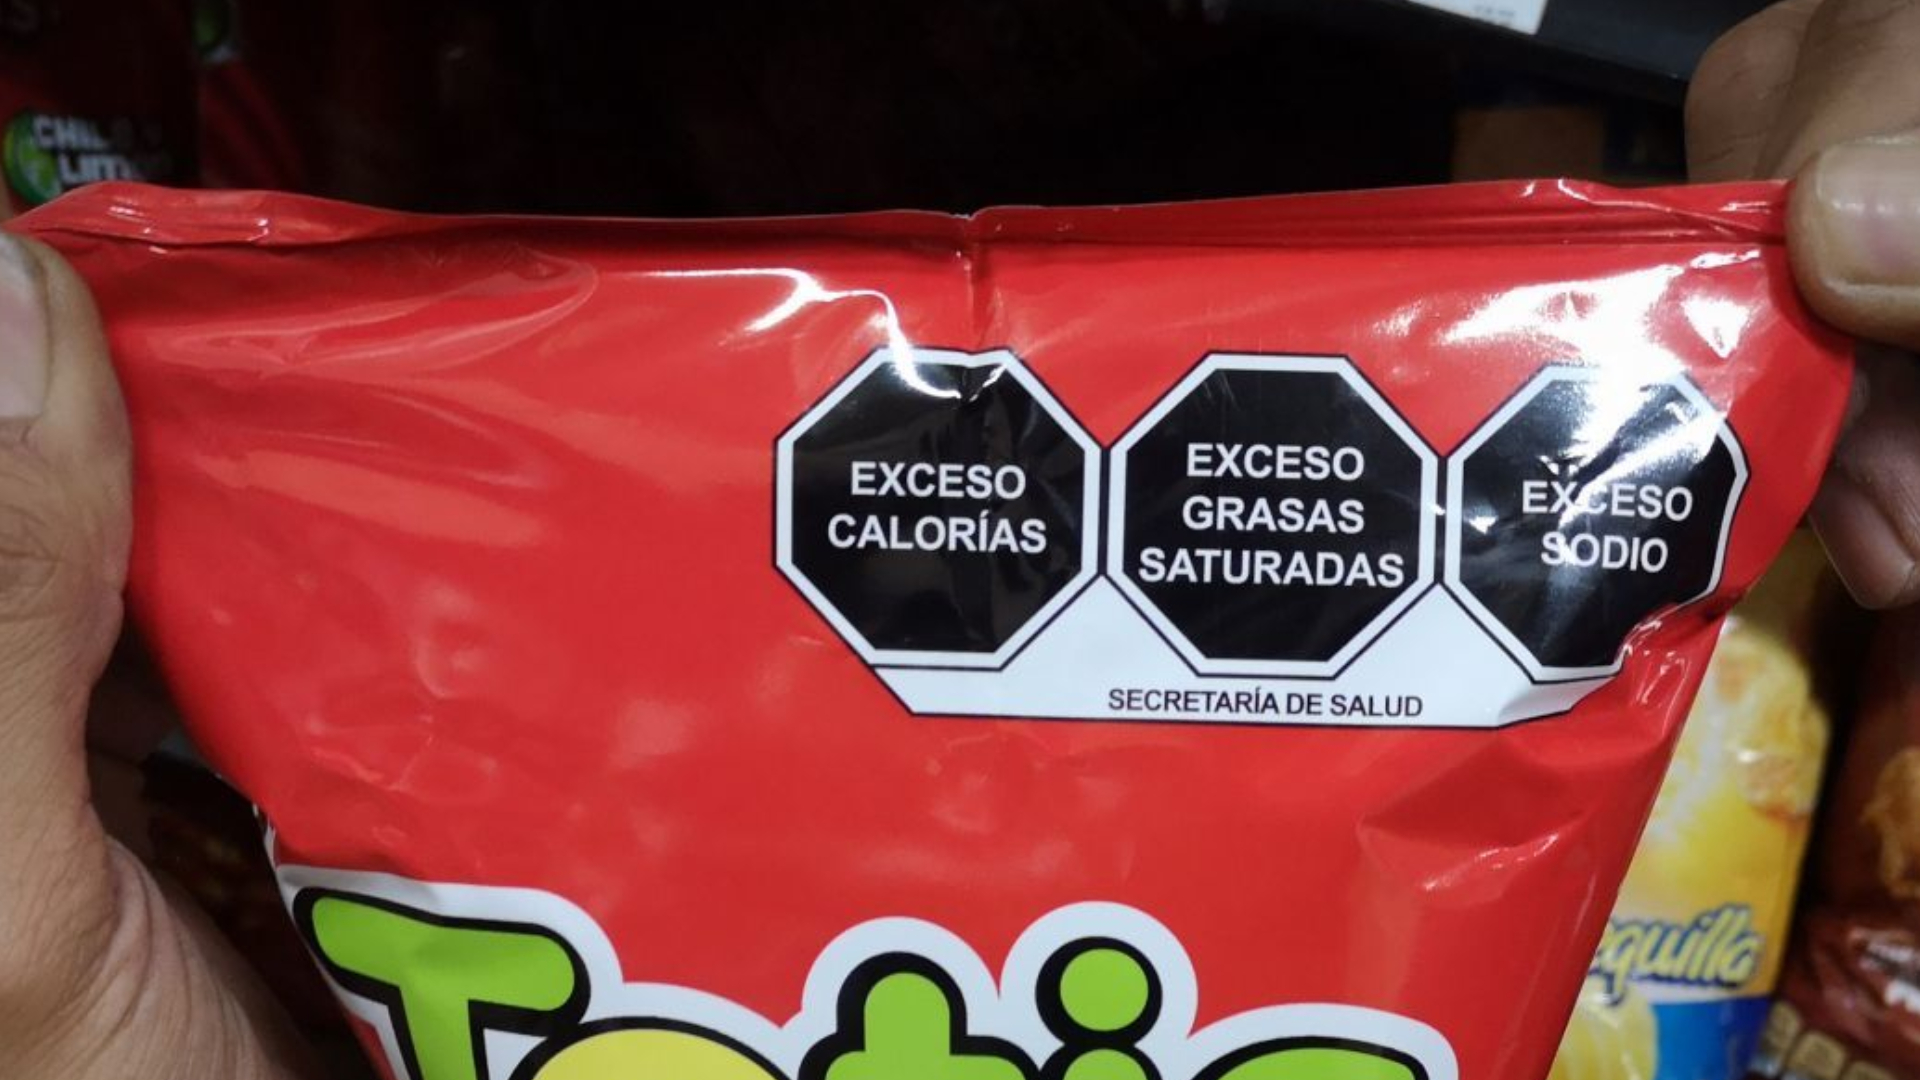 EXCESO
CALORÍAS
EXCESO
GRASAS
SATURADAS
EXCESO
SODIO
SECRETARÍA DE SALUD